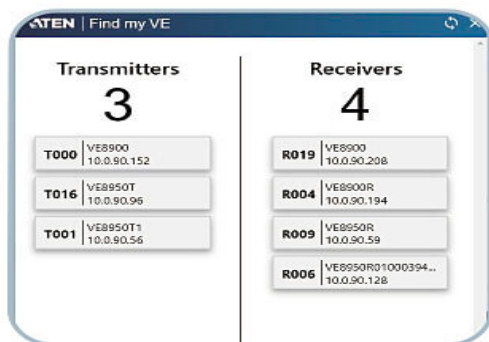 ATEN | Find my VE
Transmitters
3
T000 | VE8900
10.0.90.152
T016 | VE8950T
10.0.90.96
T001 | VE8950T1
10.0.90.56
Receivers
4
R019 | VE8900
10.0.90.208
R004 | VE8900R
10.0.90.194
R009 | VE8950R
10.0.90.59
R006 | VE8950R01000394...
10.0.90.128